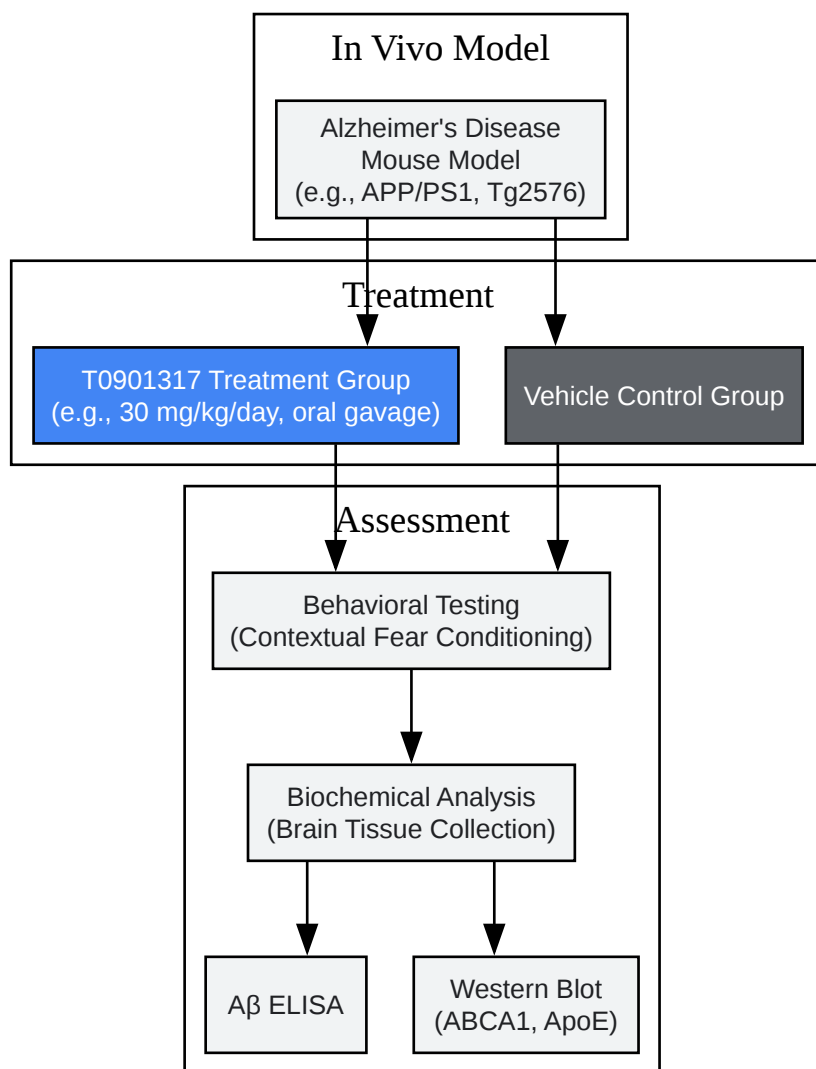 In Vivo Model
Alzheimer's Disease
Mouse Model
(e.g., APP/PS1, Tg2576)
Treatment
T0901317 Treatment Group
(e.g., 30 mg/kg/day, oral gavage)
Vehicle Control Group
Assessment
Behavioral Testing
(Contextual Fear Conditioning)
Biochemical Analysis
(Brain Tissue Collection)
Aβ ELISA
Western Blot
(ABCA1, ApoE)